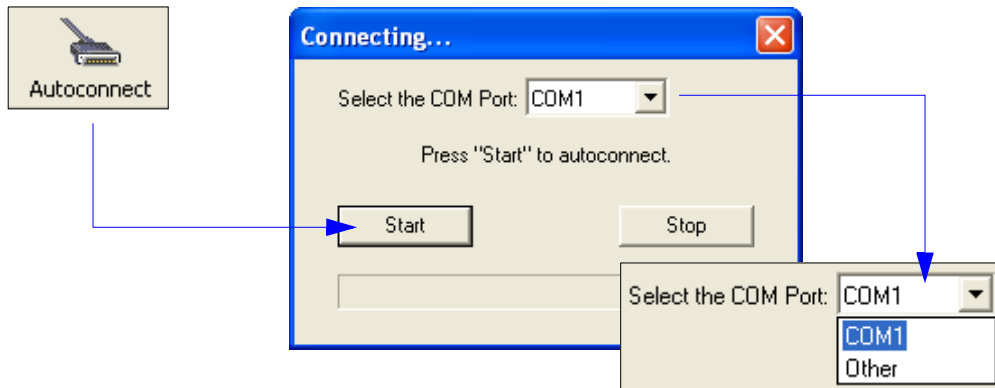 Autoconnect
Connecting...
Select the COM Port: COM1
Press "Start" to autoconnect.
Start
Stop
Select the COM Port: COM1
COM1
Other